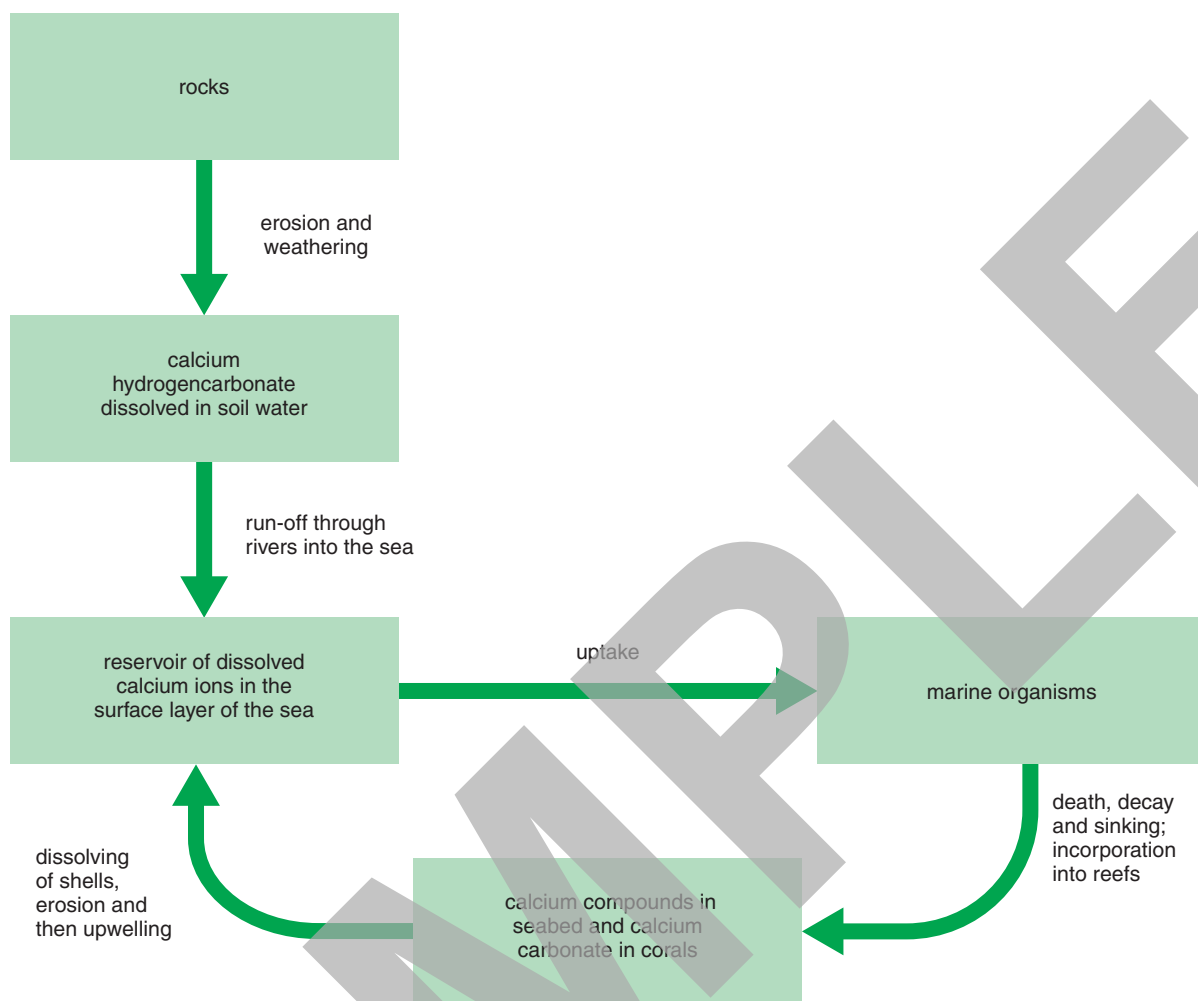 rocks
erosion and
weathering
calcium
hydrogencarbonate
dissolved in soil water
run-off through
rivers into the sea
reservoir of dissolved
calcium ions in the
surface layer of the sea
uptake
marine organisms
death, decay
and sinking;
incorporation
into reefs
dissolving
of shells,
erosion and
then upwelling
calcium compounds in
seabed and calcium
carbonate in corals
MPLE